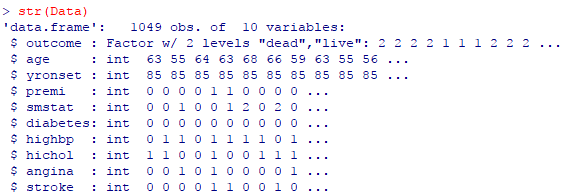 > str(Data)
'data.frame':   1049 obs. of  10 variables:
 $ outcome : Factor w/ 2 levels "dead","live": 2 2 2 2 1 1 1 2 2 2 ...
 $ age     : int  63 55 64 63 68 66 59 63 55 56 ...
 $ yronset : int  85 85 85 85 85 85 85 85 85 85 ...
 $ premi   : int  0 0 0 0 1 1 0 0 0 0 ...
 $ smstat  : int  0 0 1 0 0 1 2 0 2 0 ...
 $ diabetes: int  0 0 0 0 0 0 0 0 0 0 ...
 $ highbp  : int  0 1 1 0 1 1 1 1 0 1 ...
 $ hichol  : int  1 1 0 0 1 0 0 1 1 1 ...
 $ angina  : int  0 0 1 0 1 0 0 0 0 1 ...
 $ stroke  : int  0 0 0 0 1 1 0 0 1 0 ...